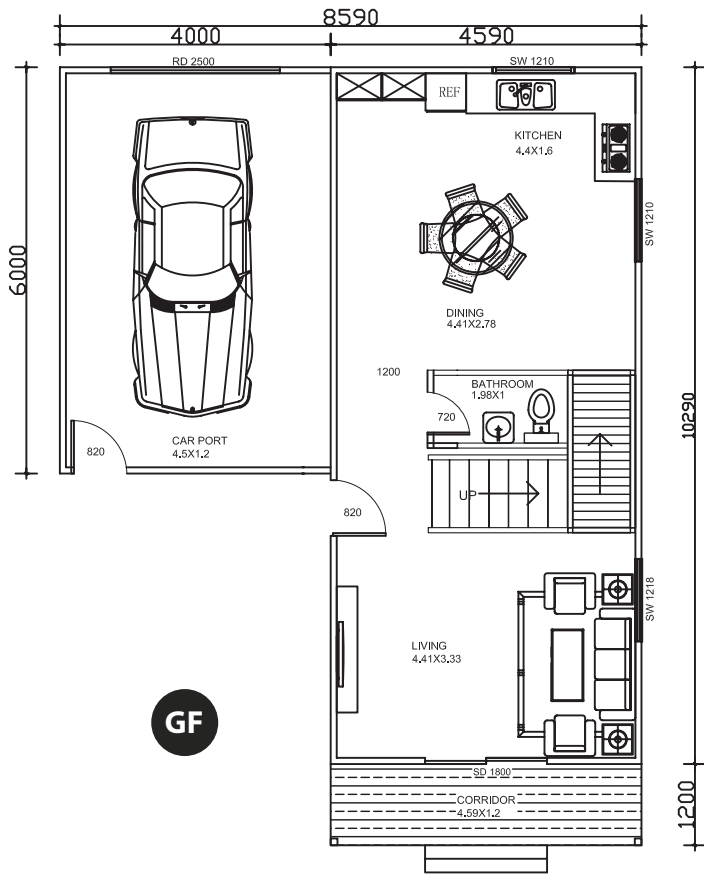 8590
4000
4590
RD 2500
SW 1210
REF
KITCHEN
4.4X1.6
SW 1210
6000
DINING
4.41X2.78
1200
BATHROOM
1.98X1
720
10290
CAR PORT
4.5X1.2
820
UP
820
SW 1218
LIVING
4.41X3.33
GF
SD 1800
CORRIDOR
4.59X1.2
1200